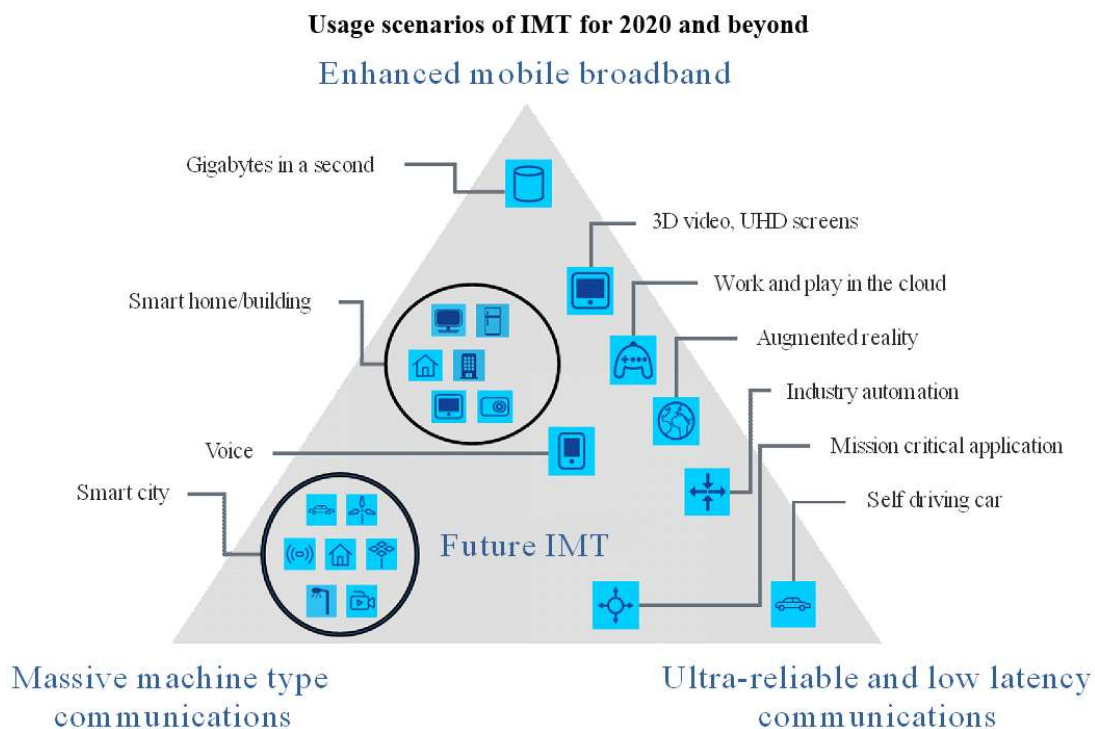 Usage scenarios of IMT for 2020 and beyond
Enhanced mobile broadband
Gigabytes in a second
3D video, UHD screens
Work and play in the cloud
Smart home/building
Augmented reality
Industry automation
Mission critical application
Voice
Smart city
Self driving car
Future IMT
Massive machine type
communications
Ultra-reliable and low latency
communications